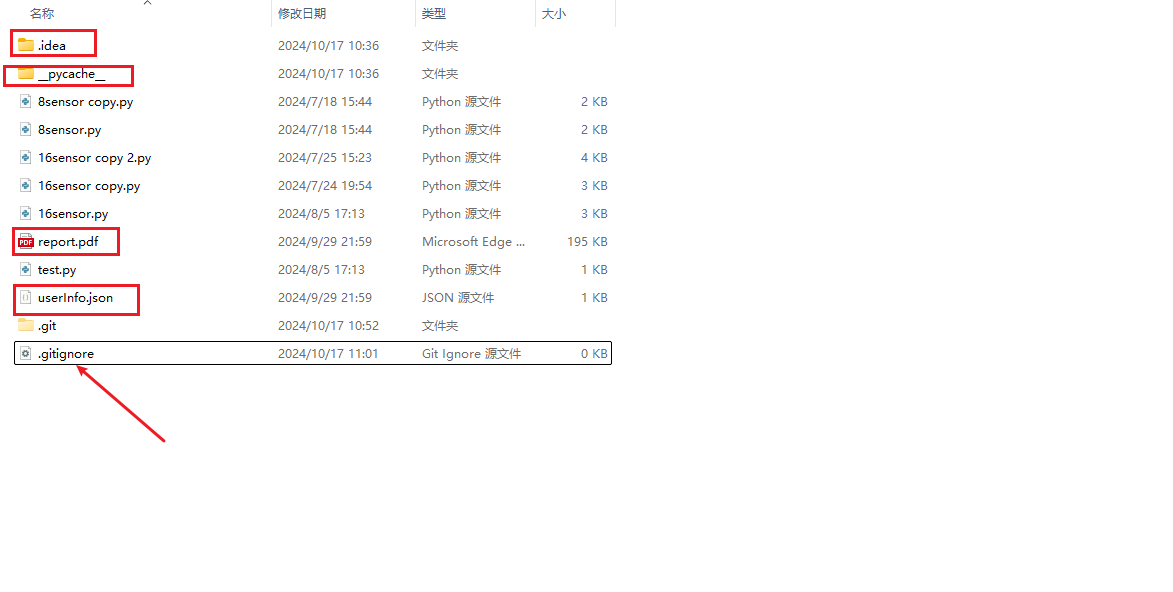 名称 修改日期 类型 大小
.idea 2024/10/17 10:36 文件夹
__pycache__ 2024/10/17 10:36 文件夹
8sensor copy.py 2024/7/18 15:44 Python 源文件 2 KB
8sensor.py 2024/7/18 15:44 Python 源文件 2 KB
16sensor copy 2.py 2024/7/25 15:23 Python 源文件 4 KB
16sensor copy.py 2024/7/24 19:54 Python 源文件 3 KB
16sensor.py 2024/8/5 17:13 Python 源文件 3 KB
PDF report.pdf 2024/9/29 21:59 Microsoft Edge ... 195 KB
test.py 2024/8/5 17:13 Python 源文件 1 KB
userInfo.json 2024/9/29 21:59 JSON 源文件 1 KB
.git 2024/10/17 10:52 文件夹
.gitignore 2024/10/17 11:01 Git Ignore 源文件 0 KB